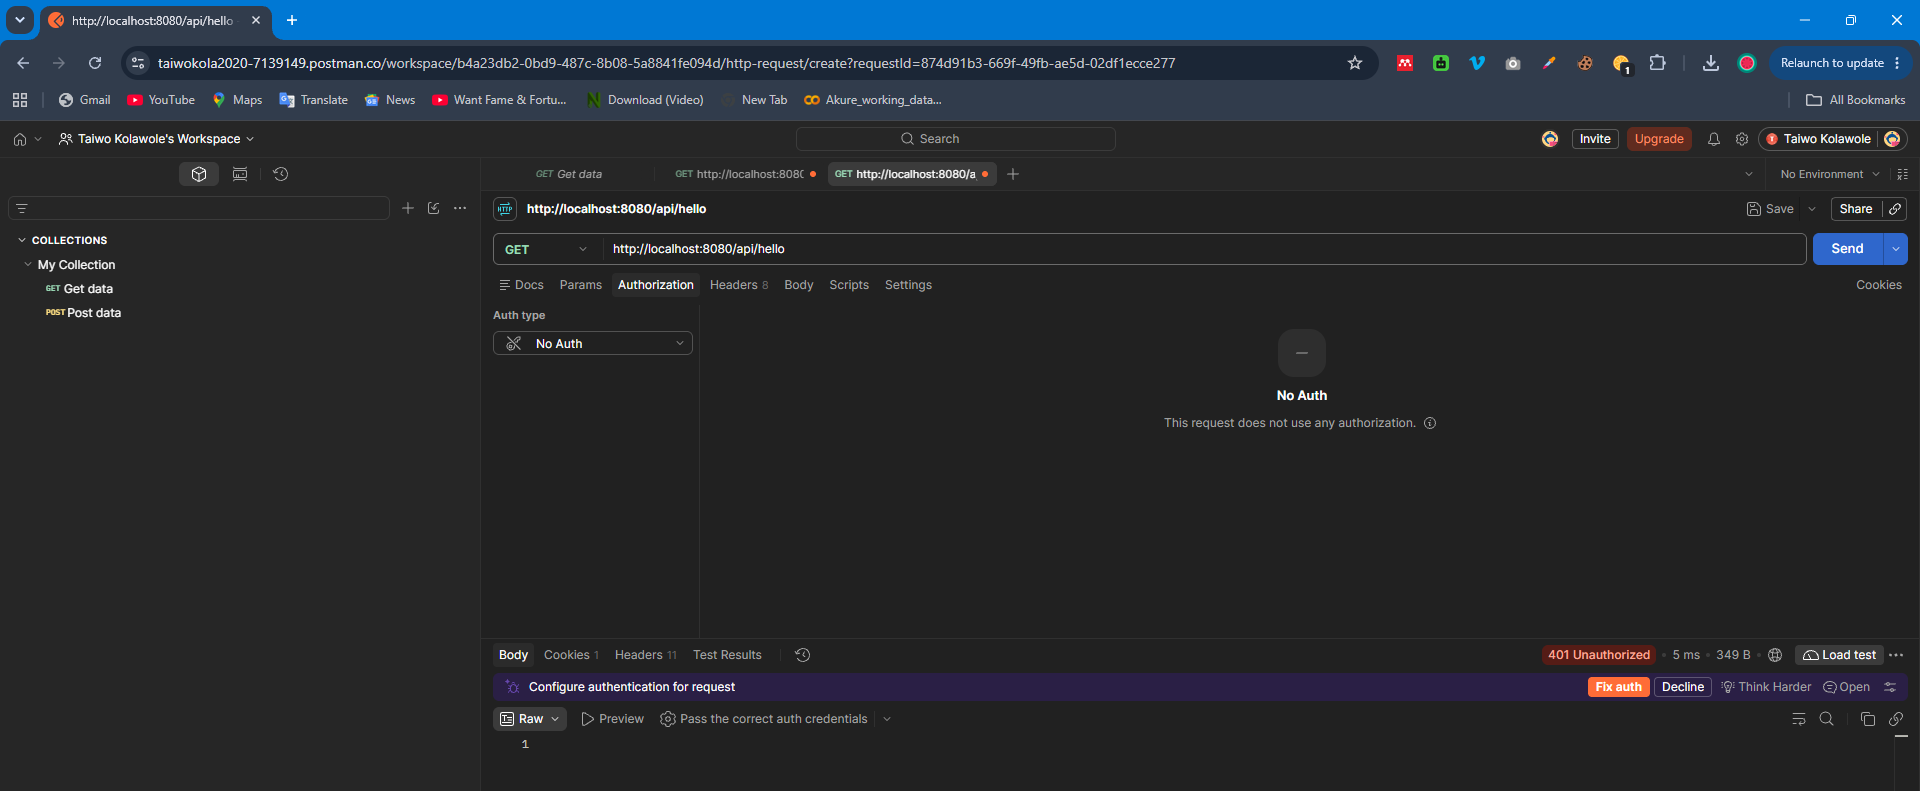 http://localhost:8080/api/hello
taiwokola2020-7139149.postman.co/workspace/b4a23db2-0bd9-487c-8b08-5a8841fe094d/http-request/create?requestId=874d91b3-669f-49fb-ae5d-02df1ecce277
1
Relaunch to update
Gmail
YouTube
Maps
Translate
News
Want Fame & Fortu...
Download (Video)
New Tab
Akure_working_data...
All Bookmarks
Taiwo Kolawole's Workspace
Search
Invite
Upgrade
T
Taiwo Kolawole
GET Get data
GET http://localhost:8080
GET http://localhost:8080/a
No Environment
COLLECTIONS
My Collection
GET Get data
POST Post data
HTTP
http://localhost:8080/api/hello
Save
Share
GET
http://localhost:8080/api/hello
Send
Docs
Params
Authorization
Headers 8
Body
Scripts
Settings
Cookies
Auth type
No Auth
No Auth
This request does not use any authorization.
Body
Cookies 1
Headers 11
Test Results
401 Unauthorized
5 ms
349 B
Load test
Configure authentication for request
Fix auth
Decline
Think Harder
Open
Raw
Preview
Pass the correct auth credentials
1